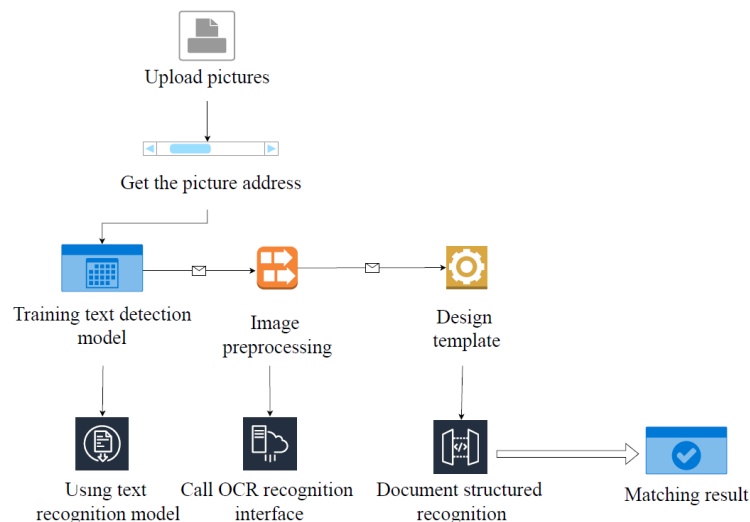 Upload pictures
Get the picture address
Training text detection
model
Image
preprocessing
Design
template
Using text
recognition model
Call OCR recognition
interface
Document structured
recognition
Matching result